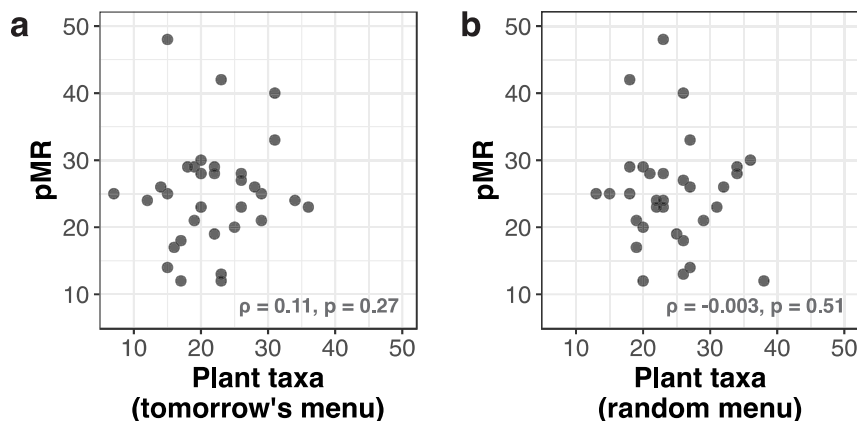 a
50
40
30
20
10
pMR
ρ = 0.11, p = 0.27
10 20 30 40 50
Plant taxa
(tomorrow's menu)
b
50
40
30
20
10
pMR
ρ = -0.003, p = 0.51
10 20 30 40 50
Plant taxa
(random menu)